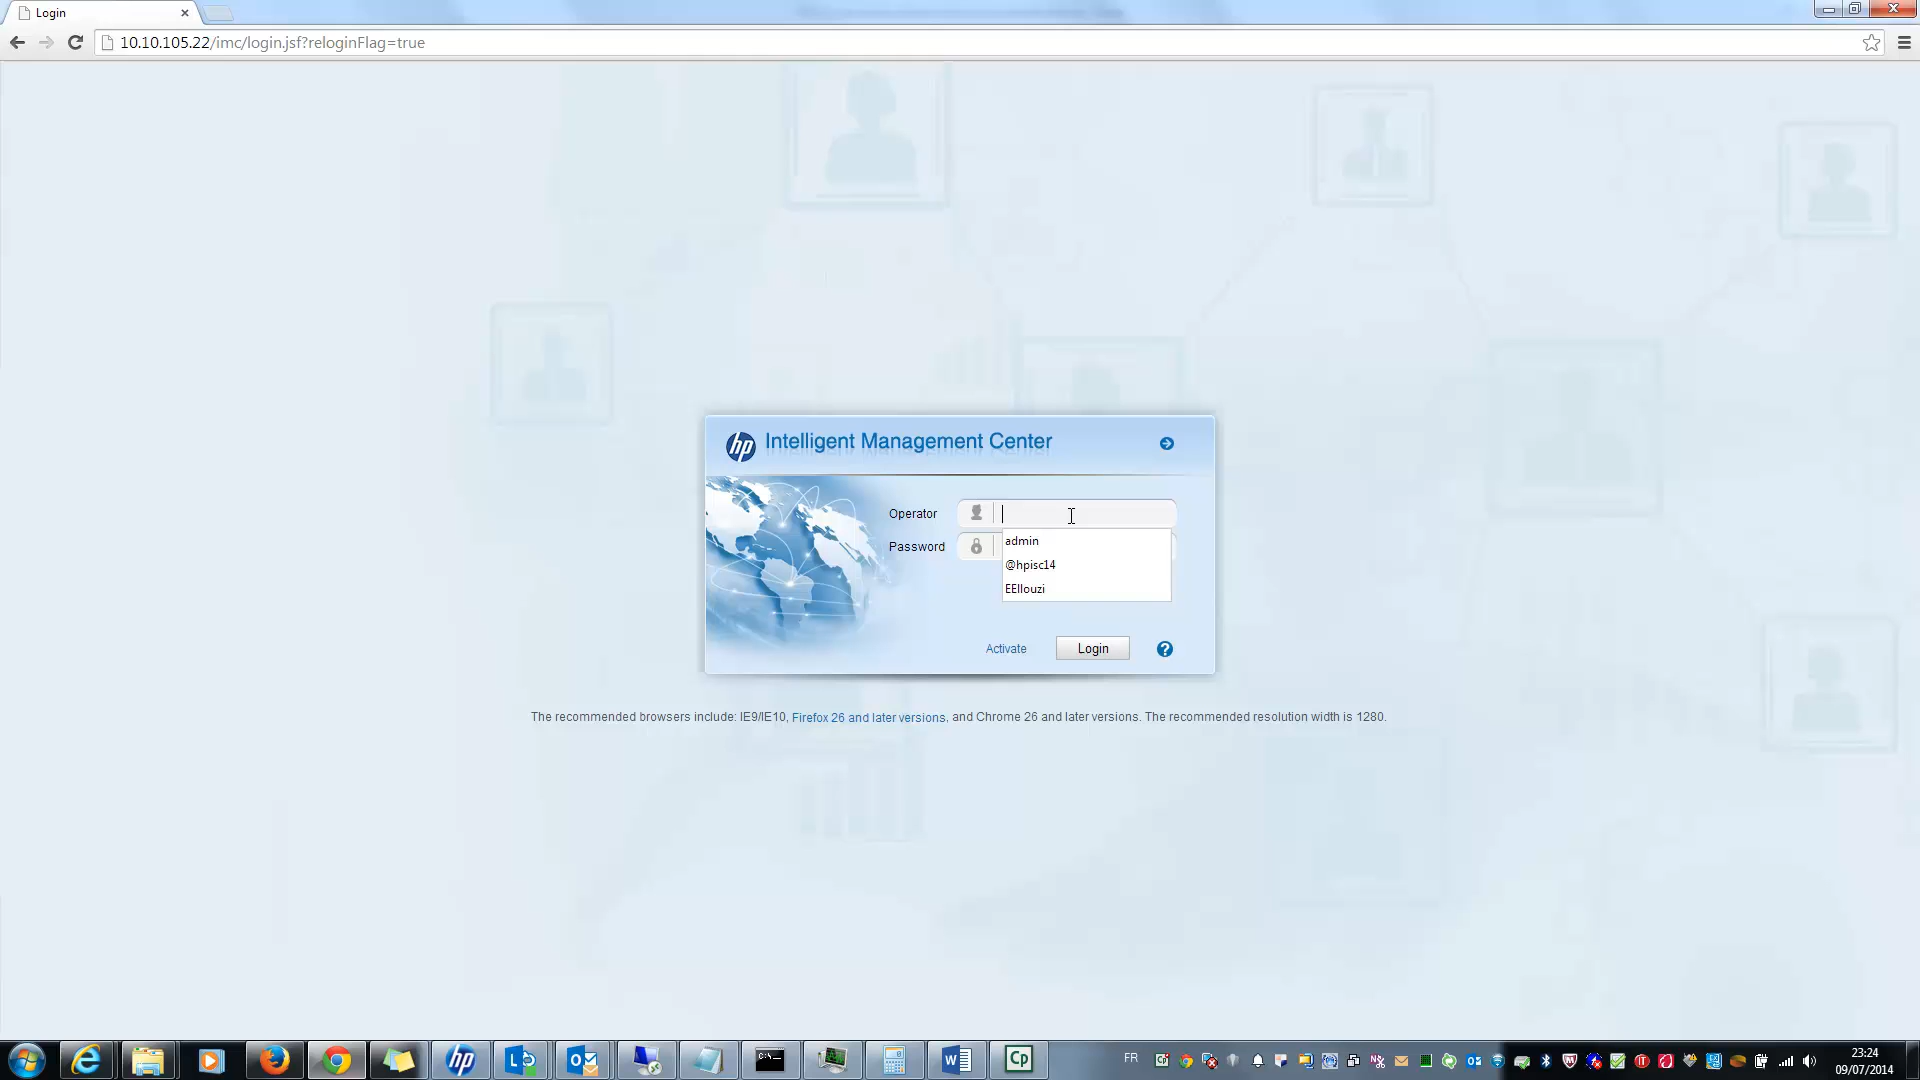 Login
10.10.105.22/imc/login.jsf?reloginFlag=true
hp Intelligent Management Center
Operator
admin
Password
@hpisc14
EEllouzi
Activate Login ?
The recommended browsers include: IE9/IE10, Firefox 26 and later versions, and Chrome 26 and later versions. The recommended resolution width is 1280.
FR
23:24
09/07/2014